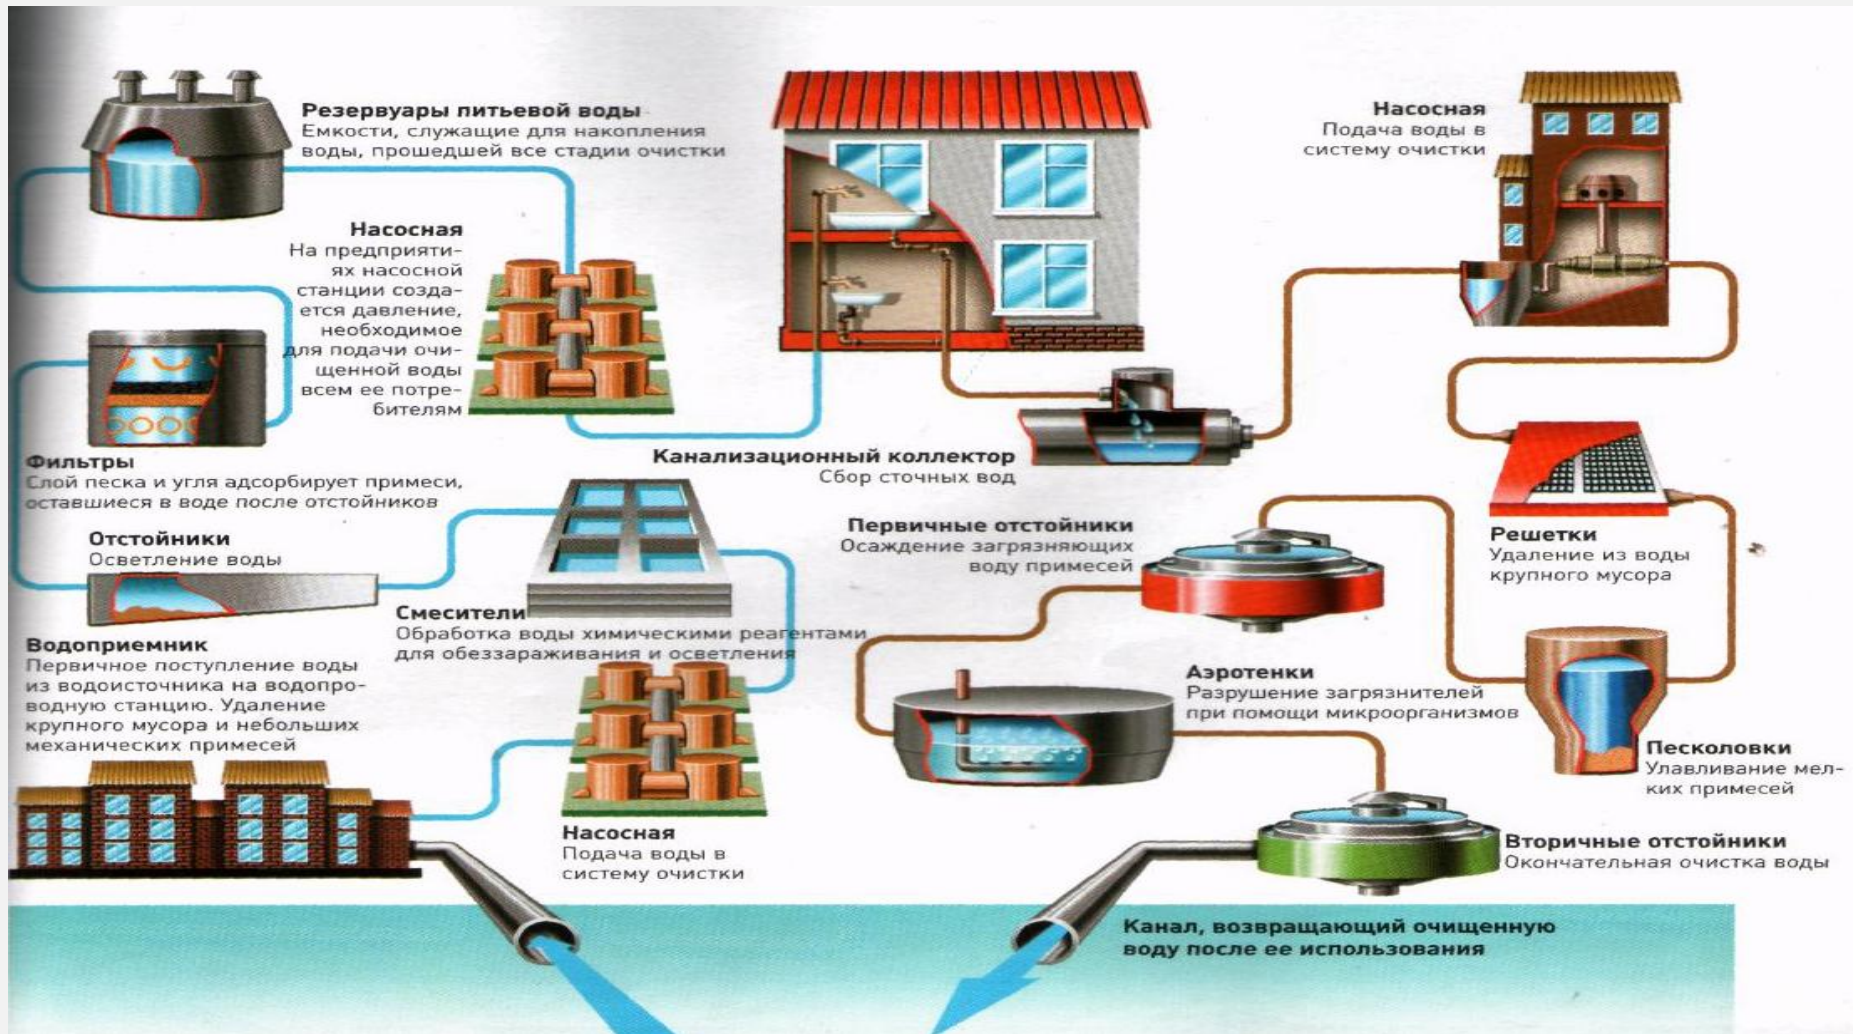 Резервуары питьевой воды
Емкости, служащие для накопления
воды, прошедшей все стадии очистки
Насосная
На предприяти-
ях насосной
станции созда-
ется давление,
необходимое
для подачи очи-
щенной воды
всем ее потре-
бителям
Фильтры
Слой песка и угля адсорбирует примеси,
оставшиеся в воде после отстойников
Отстойники
Осветление воды
Смесители
Обработка воды химическими реагентами
для обеззараживания и осветления
Водоприемник
Первичное поступление воды
из водоисточника на водопро-
водную станцию. Удаление
крупного мусора и небольших
механических примесей
Насосная
Подача воды в
систему очистки
Канализационный коллектор
Сбор сточных вод
Насосная
Подача воды в
систему очистки
Решетки
Удаление из воды
крупного мусора
Первичные отстойники
Осаждение загрязняющих
воду примесей
Песколовки
Улавливание мел-
ких примесей
Аэротенки
Разрушение загрязнителей
при помощи микроорганизмов
Вторичные отстойники
Окончательная очистка воды
Канал, возвращающий очищенную
воду после ее использования